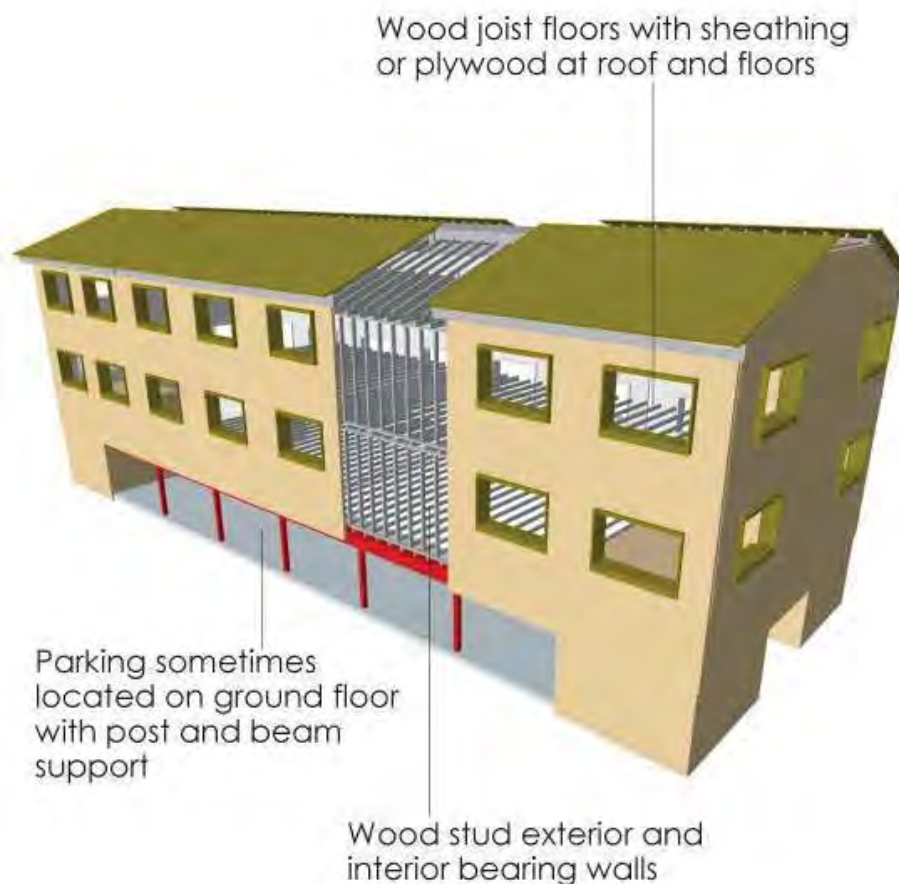 Wood joist floors with sheathing
or plywood at roof and floors
Parking sometimes
located on ground floor
with post and beam
support
Wood stud exterior and
interior bearing walls